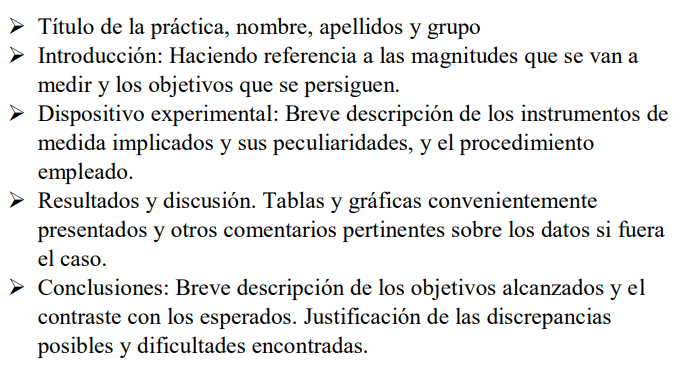 ➢ Título de la práctica, nombre, apellidos y grupo
➢ Introducción: Haciendo referencia a las magnitudes que se van a
medir y los objetivos que se persiguen.
➢ Dispositivo experimental: Breve descripción de los instrumentos de
medida implicados y sus peculiaridades, y el procedimiento
empleado.
➢ Resultados y discusión. Tablas y gráficas convenientemente
presentados y otros comentarios pertinentes sobre los datos si fuera
el caso.
➢ Conclusiones: Breve descripción de los objetivos alcanzados y el
contraste con los esperados. Justificación de las discrepancias
posibles y dificultades encontradas.